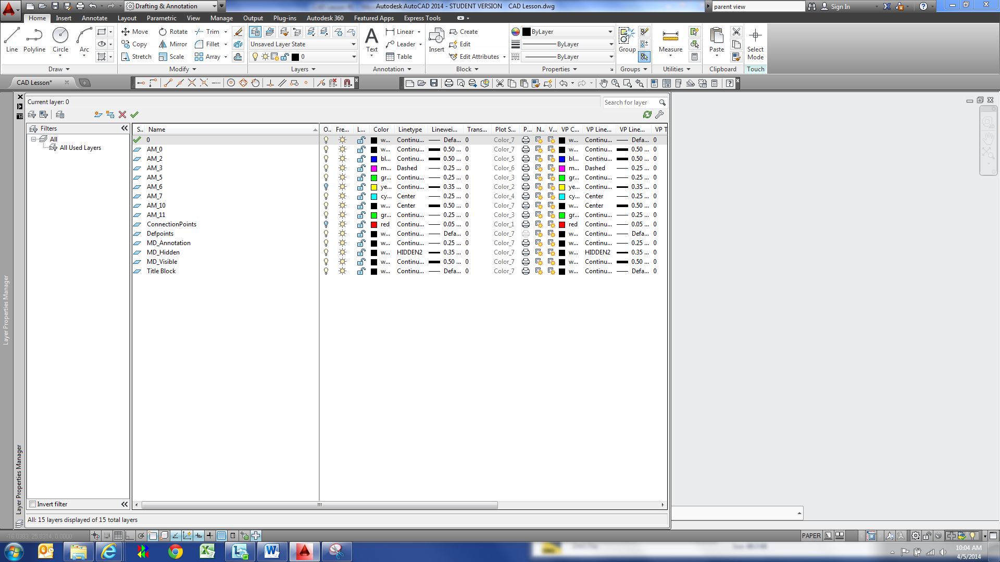 Drafting & Annotation
Autodesk AutoCAD 2014 - STUDENT VERSION CAD Lesson.dwg
parent view
Sign In
Home Insert Annotate Layout Parametric View Manage Output Plug-ins Autodesk 360 Featured Apps Express Tools
Line Polyline Circle Arc
Move Rotate Trim
Copy Mirror Fillet
Stretch Scale Array
Unsaved Layer State
0
Text
Linear
Leader
Table
Insert
Create
Edit
Edit Attributes
ByLayer
ByLayer
ByLayer
Group
Measure
Paste
Select Mode
Draw Modify Layers Annotation Block Properties Groups Utilities Clipboard Touch
CAD Lesson*
Current layer: 0
Search for layer
Filters
All
All Used Layers
S.. Name O.. Fre... L... Color Linetype Linewei... Trans... Plot S... P... N.. V... VP C... VP Line... VP Line... VP T
0 w... Continu... Defa... 0 Color_7 w... Continu... Defa... 0
AM_0 w... Continu... 0.50 ... 0 Color_7 w... Continu... 0.50 ... 0
AM_2 bl... Continu... 0.50 ... 0 Color_5 bl... Continu... 0.50 ... 0
AM_3 m... Dashed 0.25 ... 0 Color_6 m... Dashed 0.25 ... 0
AM_5 gr... Continu... 0.25 ... 0 Color_3 gr... Continu... 0.25 ... 0
AM_6 ye... Continu... 0.35 ... 0 Color_2 ye... Continu... 0.35 ... 0
AM_7 cy... Center 0.25 ... 0 Color_4 cy... Center 0.25 ... 0
AM_10 w... Center 0.50 ... 0 Color_7 w... Center 0.50 ... 0
AM_11 gr... Continu... 0.25 ... 0 Color_3 gr... Continu... 0.25 ... 0
ConnectionPoints red Continu... 0.05 ... 0 Color_1 red Continu... 0.05 ... 0
Defpoints w... Continu... Defa... 0 Color_7 w... Continu... Defa... 0
MD_Annotation w... Continu... 0.25 ... 0 Color_7 w... Continu... 0.25 ... 0
MD_Hidden w... HIDDEN2 0.35 ... 0 Color_7 w... HIDDEN2 0.35 ... 0
MD_Visible w... Continu... 0.50 ... 0 Color_7 w... Continu... 0.50 ... 0
Title Block w... Continu... Defa... 0 Color_7 w... Continu... Defa... 0
Layer Properties Manager
Layer Properties Manager
Invert filter
All: 15 layers displayed of 15 total layers
-16.0383, 25.8314, 0.0000
PAPER
10:04 AM
4/5/2014